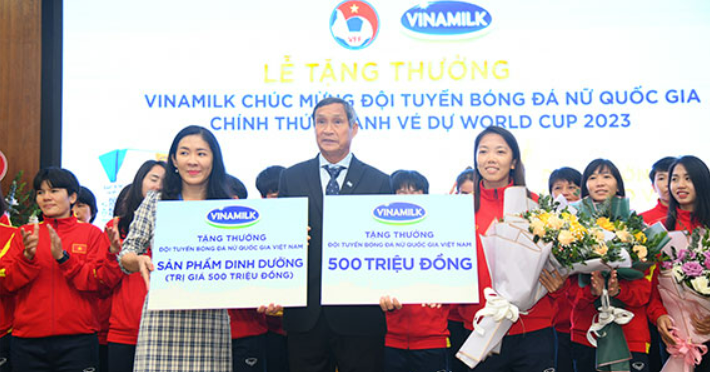 VFF
VINAMILK
LỄ TẶNG THƯỞNG
VINAMILK CHÚC MỪNG ĐỘI TUYỂN BÓNG ĐÁ NỮ QUỐC GIA
CHÍNH THỨC GIÀNH VÉ DỰ WORLD CUP 2023
VINAMILK
TẶNG THƯỞNG
ĐỘI TUYỂN BÓNG ĐÁ NỮ QUỐC GIA VIỆT NAM
SẢN PHẨM DINH DƯỠNG
(TRỊ GIÁ 500 TRIỆU ĐỒNG)
VINAMILK
TẶNG THƯỞNG
ĐỘI TUYỂN BÓNG ĐÁ NỮ QUỐC GIA VIỆT NAM
500 TRIỆU ĐỒNG